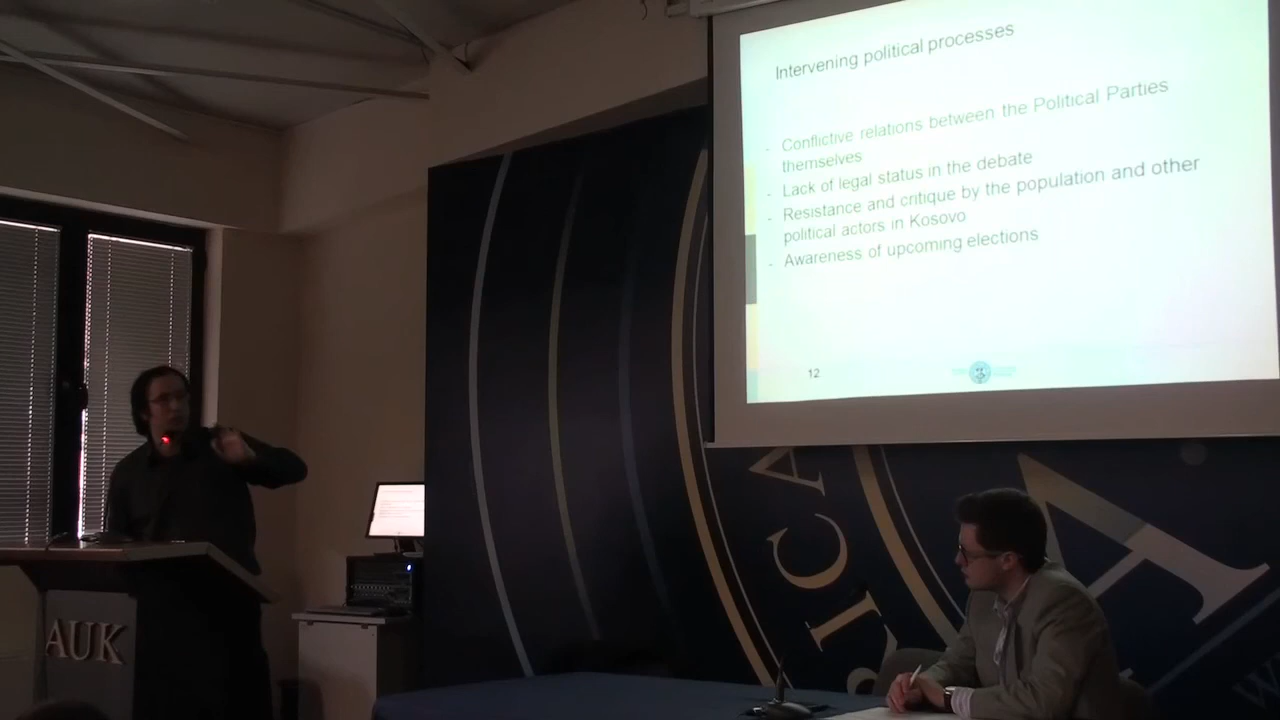 Intervening political processes
- Conflictive relations between the Political Parties
themselves
- Lack of legal status in the debate
- Resistance and critique by the population and other
political actors in Kosovo
- Awareness of upcoming elections
12
AUK
RICA
A